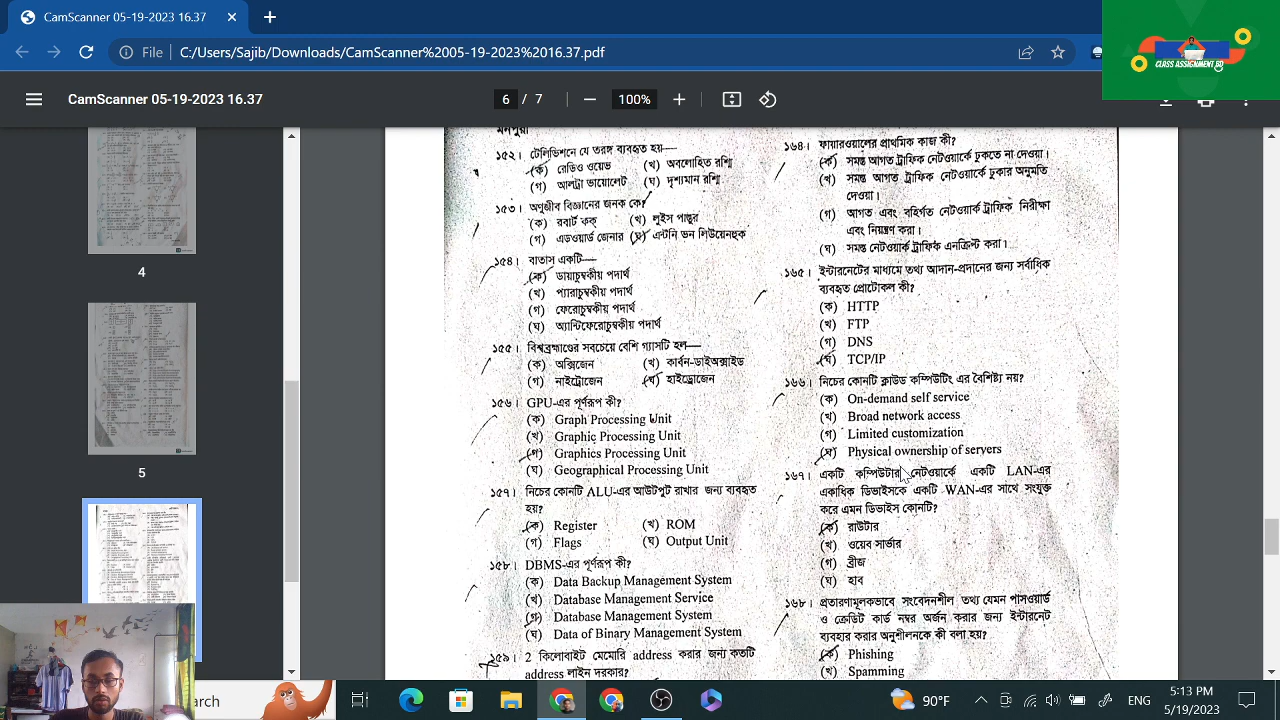 CamScanner 05-19-2023 16.37
File
C:/Users/Sajib/Downloads/CamScanner%2005-19-2023%2016.37.pdf
CLASS ASSIGNMENT BD
CamScanner 05-19-2023 16.37
6 / 7
100%
4
5
মনপুরা
১৫২। টেলিভিশনে যে তরঙ্গ ব্যবহৃত হয়—
(ক) রেডিও ওয়েভ (খ) অবলোহিত রশ্মি
(গ) আলট্রা ভায়োলেট (ঘ) দৃশ্যমান রশ্মি
১৫৩। অণুজীব বিজ্ঞানের জনক কে?
(ক) রবার্ট হুক্ (খ) লুইস পাস্তুর
(গ) এডওয়ার্ড জেনার (ঘ) এন্টনি ভন লিউয়েনহুক
১৫৪। বাতাস একটি—
(ক) ডায়াচুম্বকীয় পদার্থ
(খ) প্যারাচুম্বকীয় পদার্থ
(গ) ফেরোচুম্বকীয় পদার্থ
(ঘ) অ্যান্টিফেরোচুম্বকীয় পদার্থ
১৫৫। বিশ্বব্রহ্মাণ্ডের সবচেয়ে বেশি গ্যাসটি হল—
(ক) অক্সিজেন (খ) কার্বন-ডাইঅক্সাইড
(গ) নাইট্রোজেন (ঘ) হাইড্রোজেন
১৫৬। GPU-এর পূর্ণরূপ কী?
(ক) Graph Processing Unit
(খ) Graphic Processing Unit
(গ) Graphics Processing Unit
(ঘ) Geographical Processing Unit
১৫৭। নিচের কোনটি ALU-এর আউটপুট রাখার জন্য ব্যবহৃত
হয়?
(ক) Register (খ) ROM
(গ) Flags (ঘ) Output Unit
১৫৮। DBMS-এর পূর্ণরূপ কী?
(ক) Data Backup Management System
(খ) Database Management Service
(গ) Database Management System
(ঘ) Data of Binary Management System
১৫৯। 2 কিলোবাইট মেমোরি address করার জন্য কতটি
address লাইন দরকার?
১৬৪। ফায়ারওয়ালের প্রাথমিক কাজ কী?
(ক) সমস্ত আগত ট্রাফিক নেটওয়ার্কে ঢুকতে না দেওয়া।
(খ) সমস্ত আগত ট্রাফিক নেটওয়ার্কে ঢুকার অনুমতি
দেওয়া।
(গ) আগত এবং বহির্গত নেটওয়ার্ক ট্রাফিক নিরীক্ষা
এবং নিয়ন্ত্রণ করা।
(ঘ) সমস্ত নেটওয়ার্ক ট্রাফিক এনক্রিপ্ট করা।
১৬৫। ইন্টারনেটের মাধ্যমে তথ্য আদান-প্রদানের জন্য সর্বাধিক
ব্যবহৃত প্রোটোকল কী?
(ক) HTTP
(খ) FTP
(গ) DNS
(ঘ) TCP/IP
১৬৬। নিচের কোনটি ক্লাউড কম্পিউটিং এর বৈশিষ্ট্য নয়?
(ক) On-demand self service
(খ) Broad network access
(গ) Limited customization
(ঘ) Physical ownership of servers
১৬৭। একটি কম্পিউটার নেটওয়ার্কে একটি LAN-এর
একাধিক ডিভাইসকে একটি WAN-এর সাথে সংযুক্ত
করে এমন ডিভাইস কোনটি?
(ক) রাউটার
(খ) ওয়েব সার্ভার
(গ) ব্রীজ
(ঘ) হাব
১৬৮। প্রতারণামূলকভাবে সংবেদনশীল তথ্য যেমন পাসওয়ার্ড
ও ক্রেডিট কার্ড নম্বর অর্জন করার জন্য ইন্টারনেট
ব্যবহার করার অনুশীলনকে কী বলা হয়?
(ক) Phishing
(খ) Spamming
arch
90°F
ENG
5:13 PM
5/19/2023